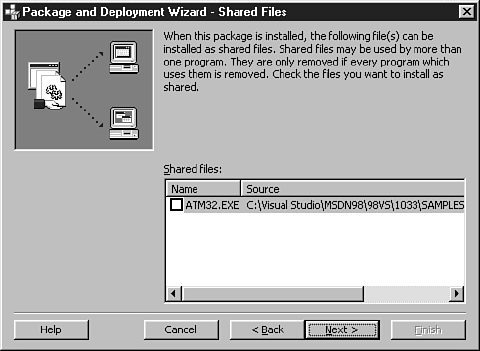 Package and Deployment Wizard - Shared Files
When this package is installed, the following file(s) can be
installed as shared files. Shared files may be used by more than
one program. They are only removed if every program which
uses them is removed. Check the files you want to install as
shared.
Shared files:
Name Source
ATM32.EXE C:\Visual Studio\MSDN98\98VS\1033\SAMPLES
Help Cancel < Back Next > Finish